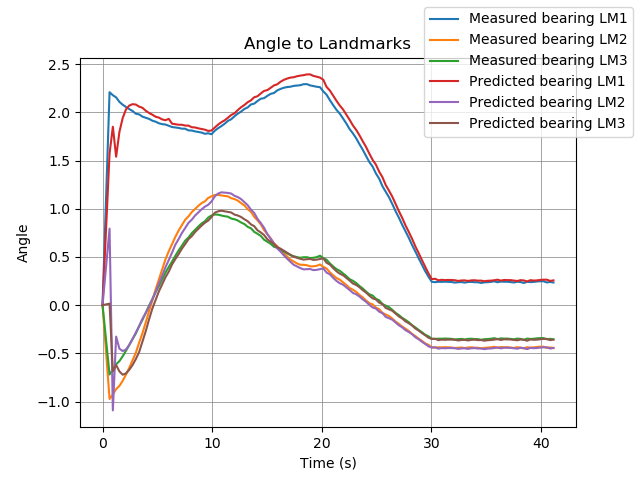 Angle to Landmarks
Measured bearing LM1
Measured bearing LM2
Measured bearing LM3
Predicted bearing LM1
Predicted bearing LM2
Predicted bearing LM3
2.5
2.0
1.5
1.0
0.5
0.0
−0.5
−1.0
Angle
0 10 20 30 40
Time (s)